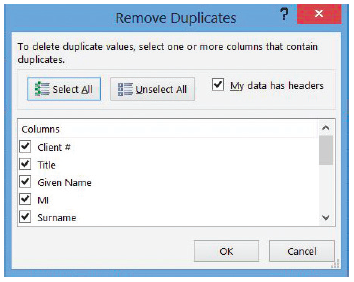 Remove Duplicates
?
To delete duplicate values, select one or more columns that contain
duplicates.
Select All
Unselect All
My data has headers
Columns
Client #
Title
Given Name
MI
Surname
OK
Cancel